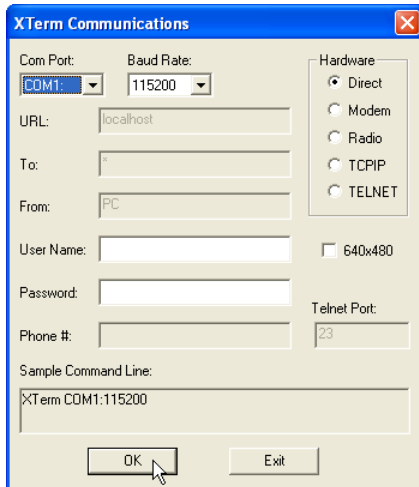 XTerm Communications
Com Port: Baud Rate: Hardware
COM1: 115200 Direct
Modem
URL: localhost
Radio
To: *
TCPIP
From: PC
TELNET
User Name: 640x480
Password:
Telnet Port:
Phone #: 23
Sample Command Line:
XTerm COM1:115200
OK Exit